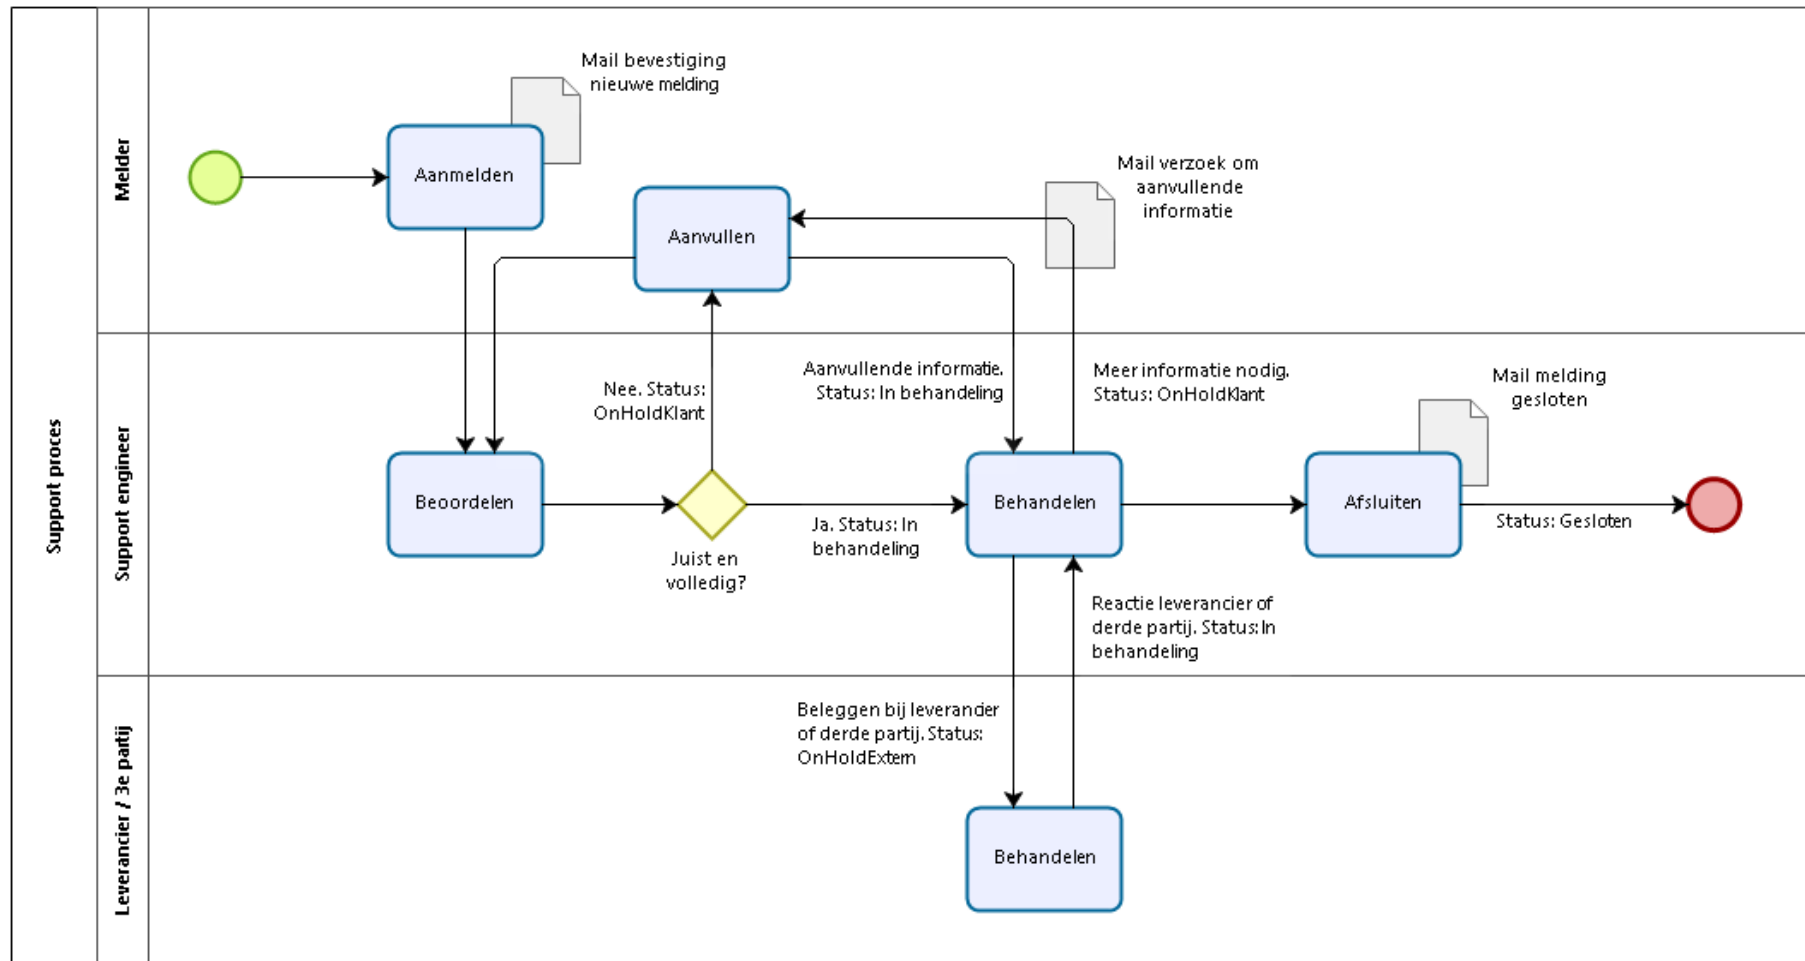 Support proces
Melder
Mail bevestiging
nieuwe melding
Aanmelden
Mail verzoek om
aanvullende
informatie
Aanvullen
Support engineer
Nee. Status:
OnHoldKlant
Aanvullende informatie.
Status: In behandeling
Meer informatie nodig.
Status: OnHoldKlant
Mail melding
gesloten
Beoordelen
Juist en
volledig?
Ja. Status: In
behandeling
Behandelen
Afsluiten
Status: Gesloten
Reactie leverancier of
derde partij. Status:In
behandeling
Leverancier / 3e partij
Beleggen bij leverancier
of derde partij. Status:
OnHoldExtern
Behandelen